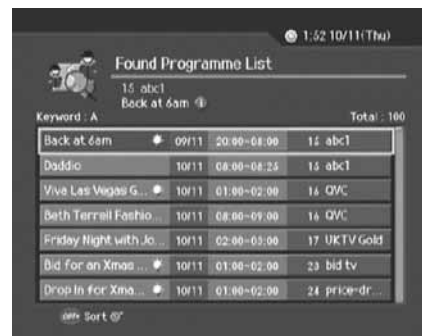 1:52 10/11(Thu)
Found Programme List
15 abc1
Back at 6am
Keyword : A Total : 100
Back at 6am 09/11 20:00~08:00 15 abc1
Daddio 10/11 08:00~08:25 15 abc1
Viva Las Vegas G... 10/11 01:00~02:00 16 QVC
Beth Terrell Fashio... 10/11 08:00~09:00 16 QVC
Friday Night with Jo... 10/11 02:00~03:00 17 UKTV Gold
Bid for an Xmas ... 10/11 01:00~02:00 23 bid tv
Drop In for Xma... 10/11 01:00~02:00 24 price-dr...
OPT+ Sort